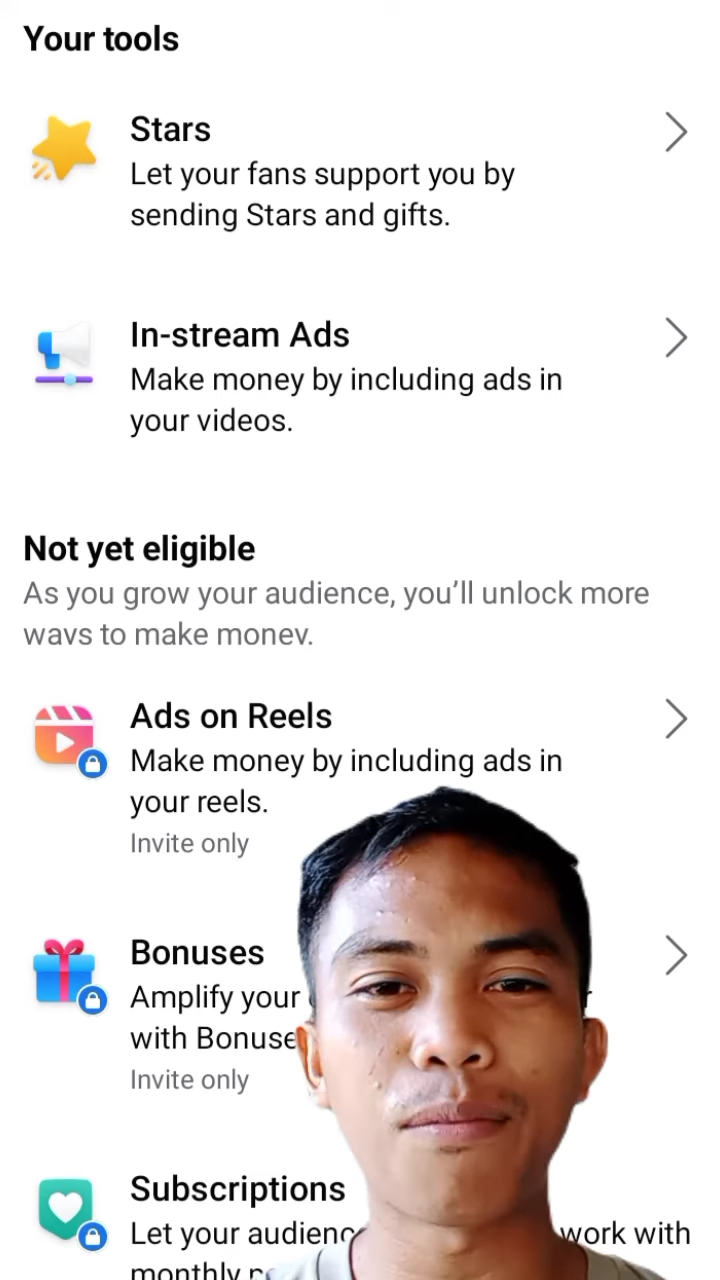 Your tools
Stars
Let your fans support you by
sending Stars and gifts.
In-stream Ads
Make money by including ads in
your videos.
Not yet eligible
As you grow your audience, you’ll unlock more
ways to make money.
Ads on Reels
Make money by including ads in
your reels.
Invite only
Bonuses
Amplify your
with Bonuse
Invite only
Subscriptions
Let your audienc work with
monthly